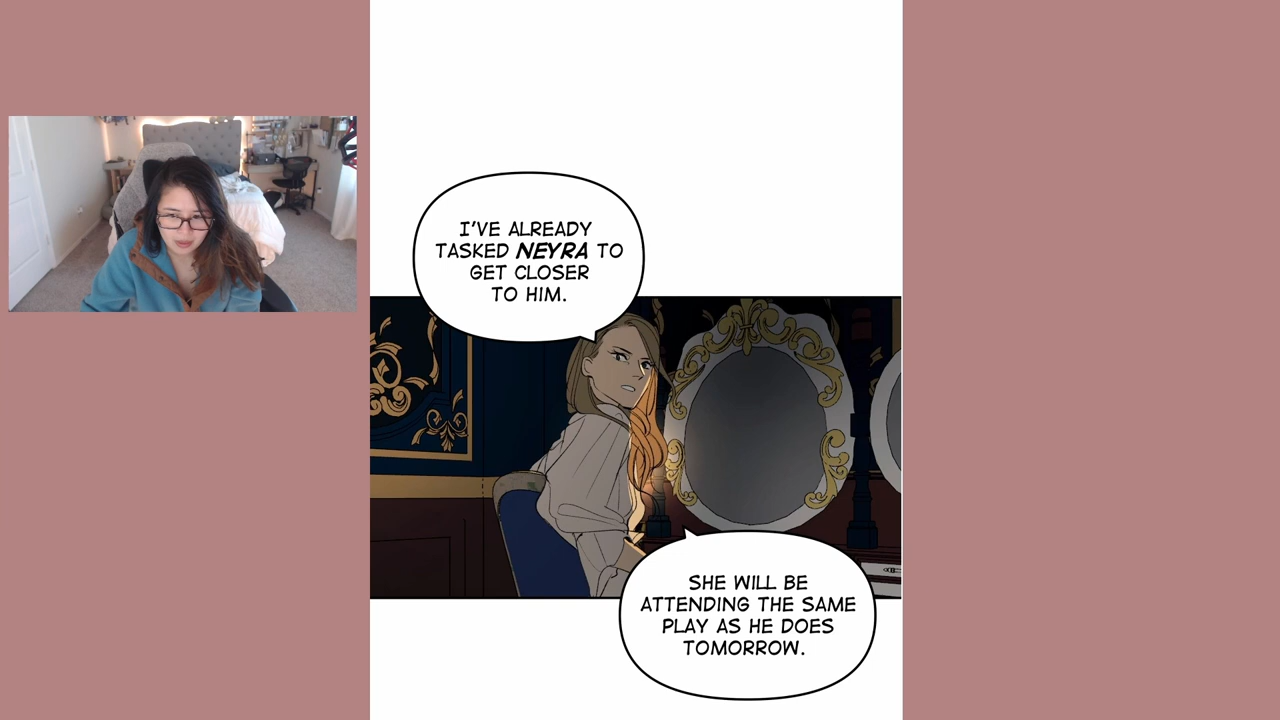 I'VE ALREADY
TASKED NEYRA TO
GET CLOSER
TO HIM.
SHE WILL BE
ATTENDING THE SAME
PLAY AS HE DOES
TOMORROW.